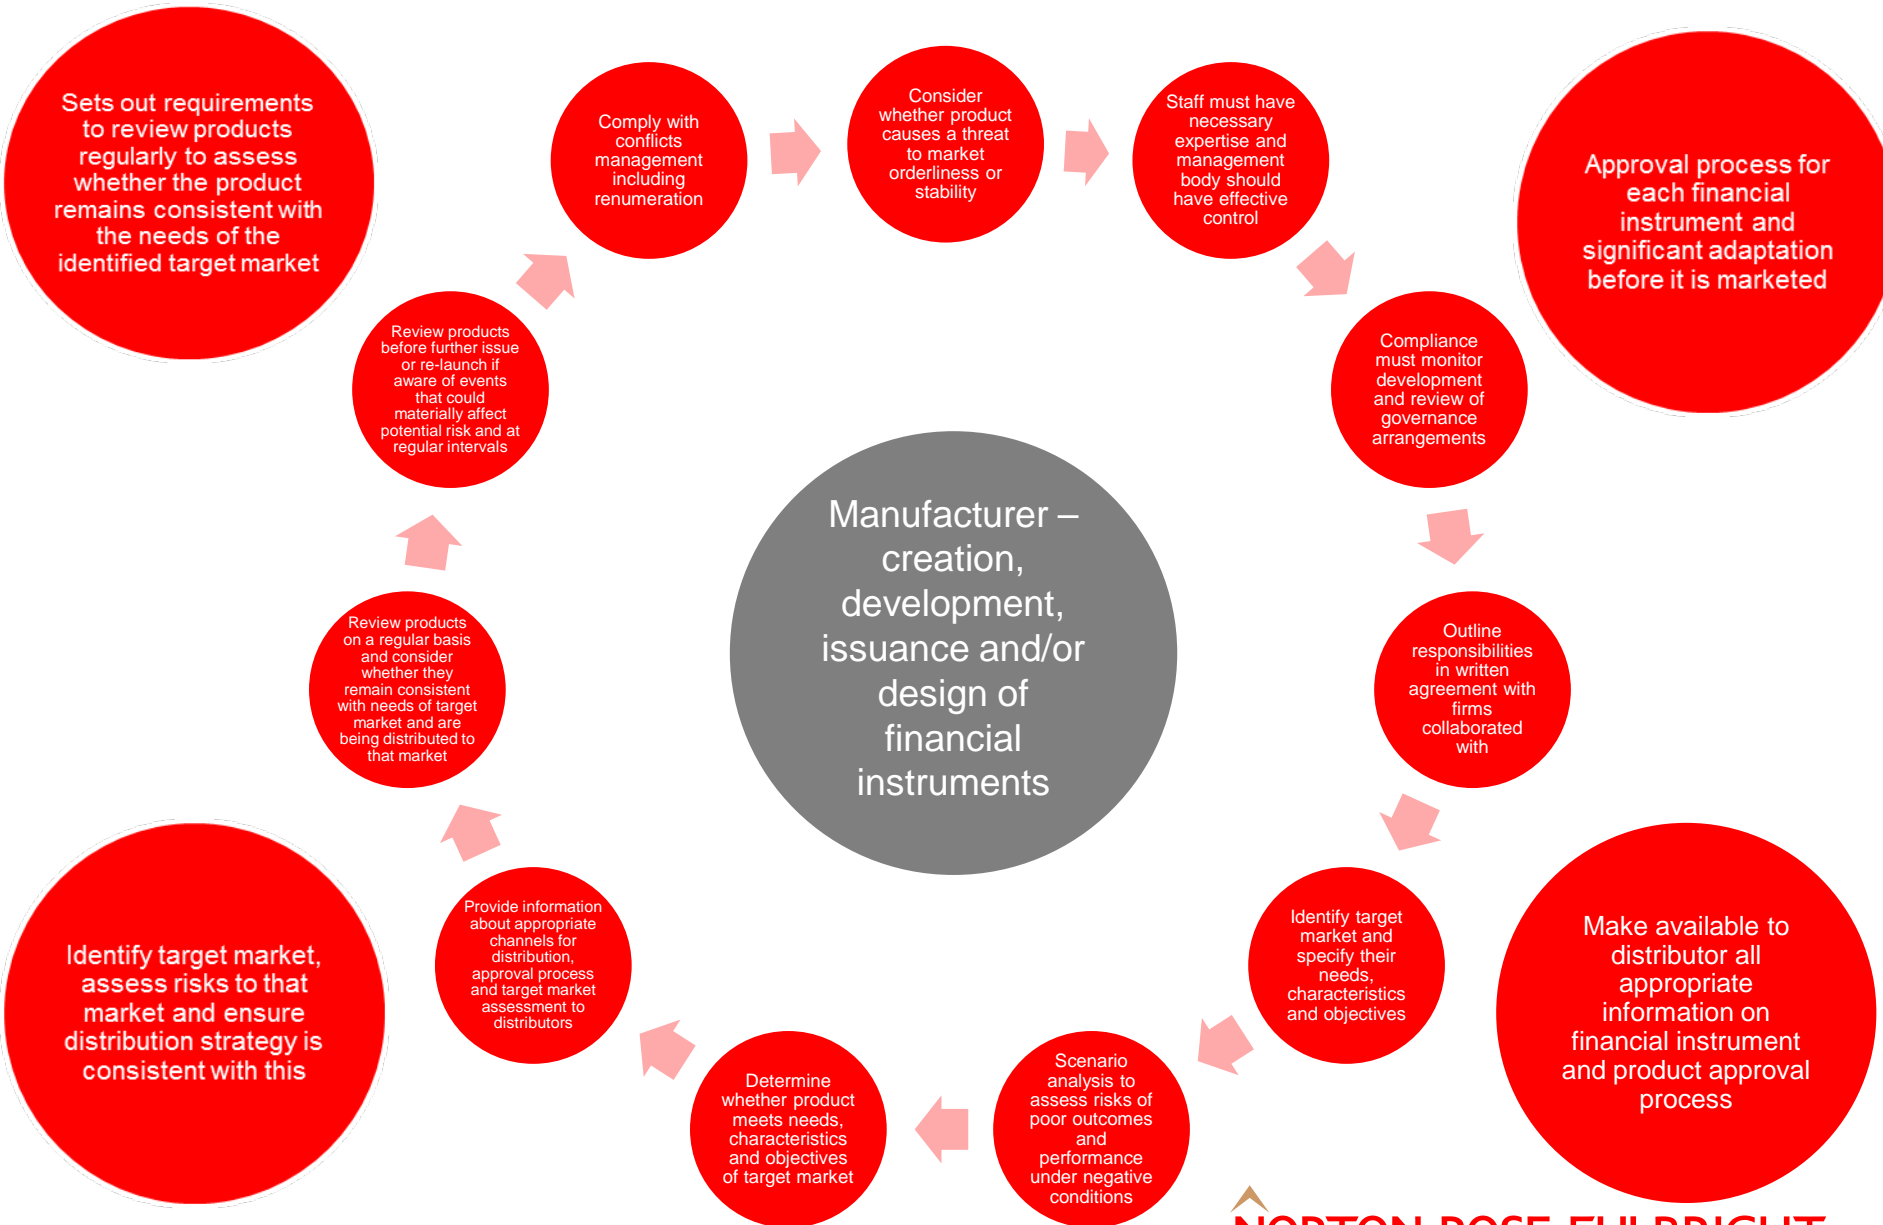 Sets out requirements
to review products
regularly to assess
whether the product
remains consistent with
the needs of the
identified target market
Comply with
conflicts
management
including
renumeration
Consider
whether product
causes a threat
to market
orderliness or
stability
Staff must have
necessary
expertise and
management
body should
have effective
control
Approval process for
each financial
instrument and
significant adaptation
before it is marketed
Review products
before further issue
or re-launch if
aware of events
that could
materially affect
potential risk and at
regular intervals
Compliance
must monitor
development
and review of
governance
arrangements
Manufacturer –
creation,
development,
issuance and/or
design of
financial
instruments
Review products
on a regular basis
and consider
whether they
remain consistent
with needs of target
market and are
being distributed to
that market
Outline
responsibilities
in written
agreement with
firms
collaborated
with
Identify target market,
assess risks to that
market and ensure
distribution strategy is
consistent with this
Provide information
about appropriate
channels for
distribution,
approval process
and target market
assessment to
distributors
Identify target
market and
specify their
needs,
characteristics
and objectives
Make available to
distributor all
appropriate
information on
financial instrument
and product approval
process
Determine
whether product
meets needs,
characteristics
and objectives
of target market
Scenario
analysis to
assess risks of
poor outcomes
and
performance
under negative
conditions
NORTON ROSE FULBRIGHT